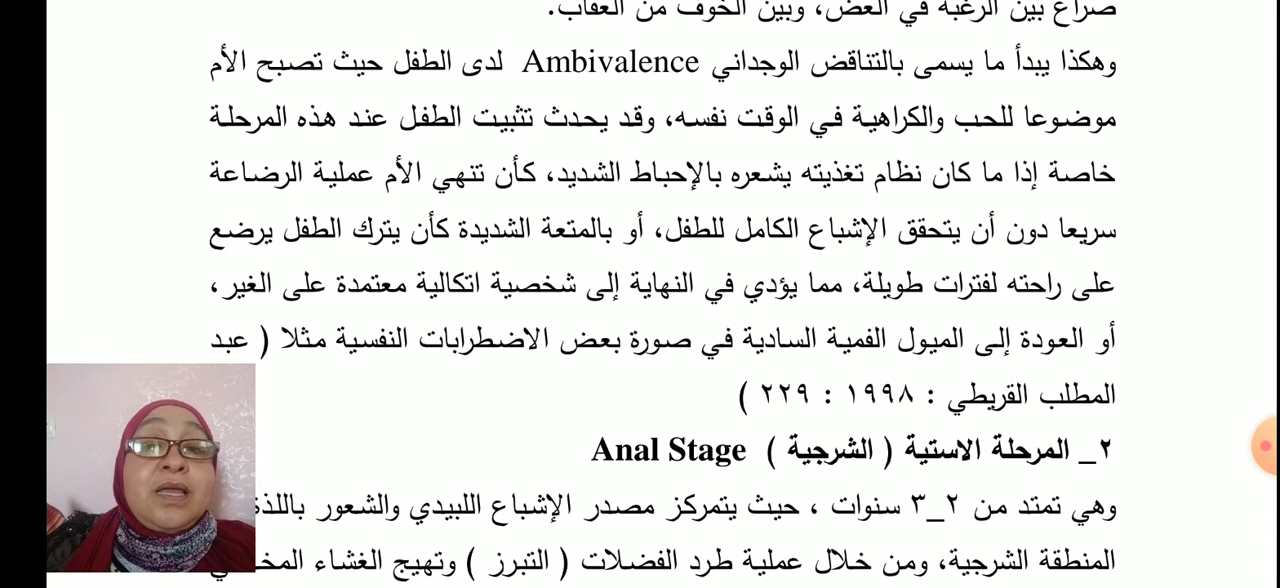 صراع بين الرغبة في العض، وبين الخوف من العقاب.
وهكذا يبدأ ما يسمى بالتناقض الوجداني Ambivalence لدى الطفل حيث تصبح الأم
موضوعا للحب والكراهية في الوقت نفسه، وقد يحدث تثبيت الطفل عند هذه المرحلة
خاصة إذا ما كان نظام تغذيته يشعره بالإحباط الشديد، كأن تنهي الأم عملية الرضاعة
سريعا دون أن يتحقق الإشباع الكامل للطفل، أو بالمتعة الشديدة كأن يترك الطفل يرضع
على راحته لفترات طويلة، مما يؤدي في النهاية إلى شخصية اتكالية معتمدة على الغير،
أو العودة إلى الميول الفمية السادية في صورة بعض الاضطرابات النفسية مثلا ( عبد
المطلب القريطي : ١٩٩٨ : ٢٢٩ )
٢_ المرحلة الاستية ( الشرجية ) Anal Stage
وهي تمتد من ٢_٣ سنوات ، حيث يتمركز مصدر الإشباع اللبيدي والشعور باللذة
المنطقة الشرجية، ومن خلال عملية طرد الفضلات ( التبرز ) وتهيج الغشاء